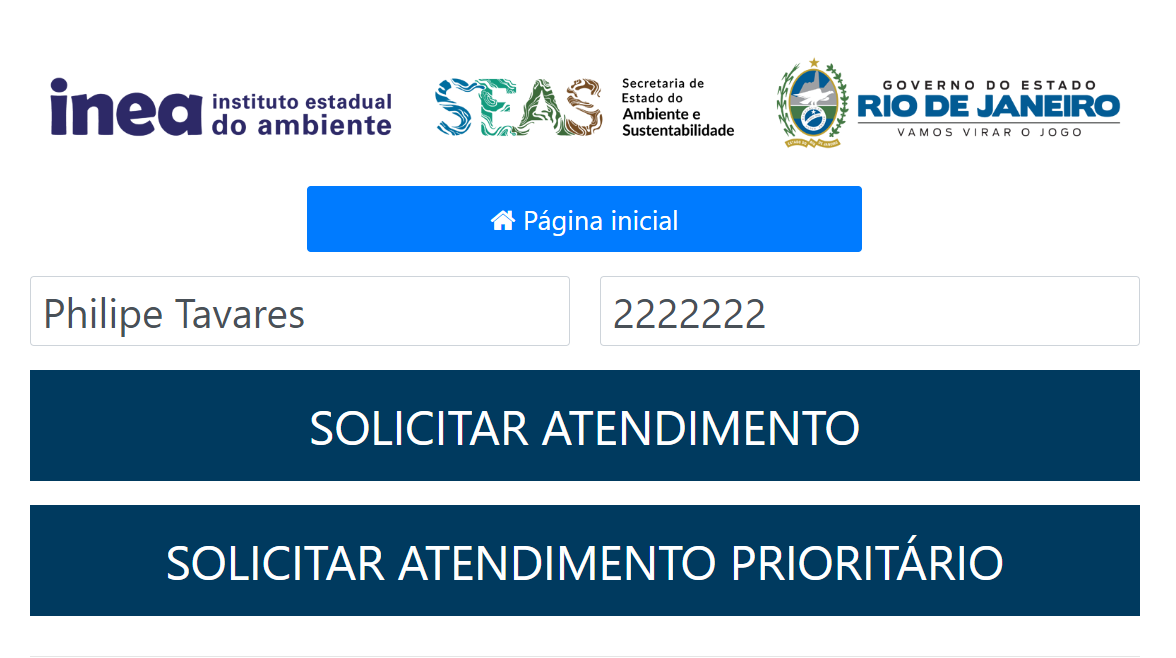 inea instituto estadual
do ambiente
SEAS
Secretaria de
Estado do
Ambiente e
Sustentabilidade
GOVERNO DO ESTADO
RIO DE JANEIRO
VAMOS VIRAR O JOGO
Página inicial
Philipe Tavares
2222222
SOLICITAR ATENDIMENTO
SOLICITAR ATENDIMENTO PRIORITÁRIO